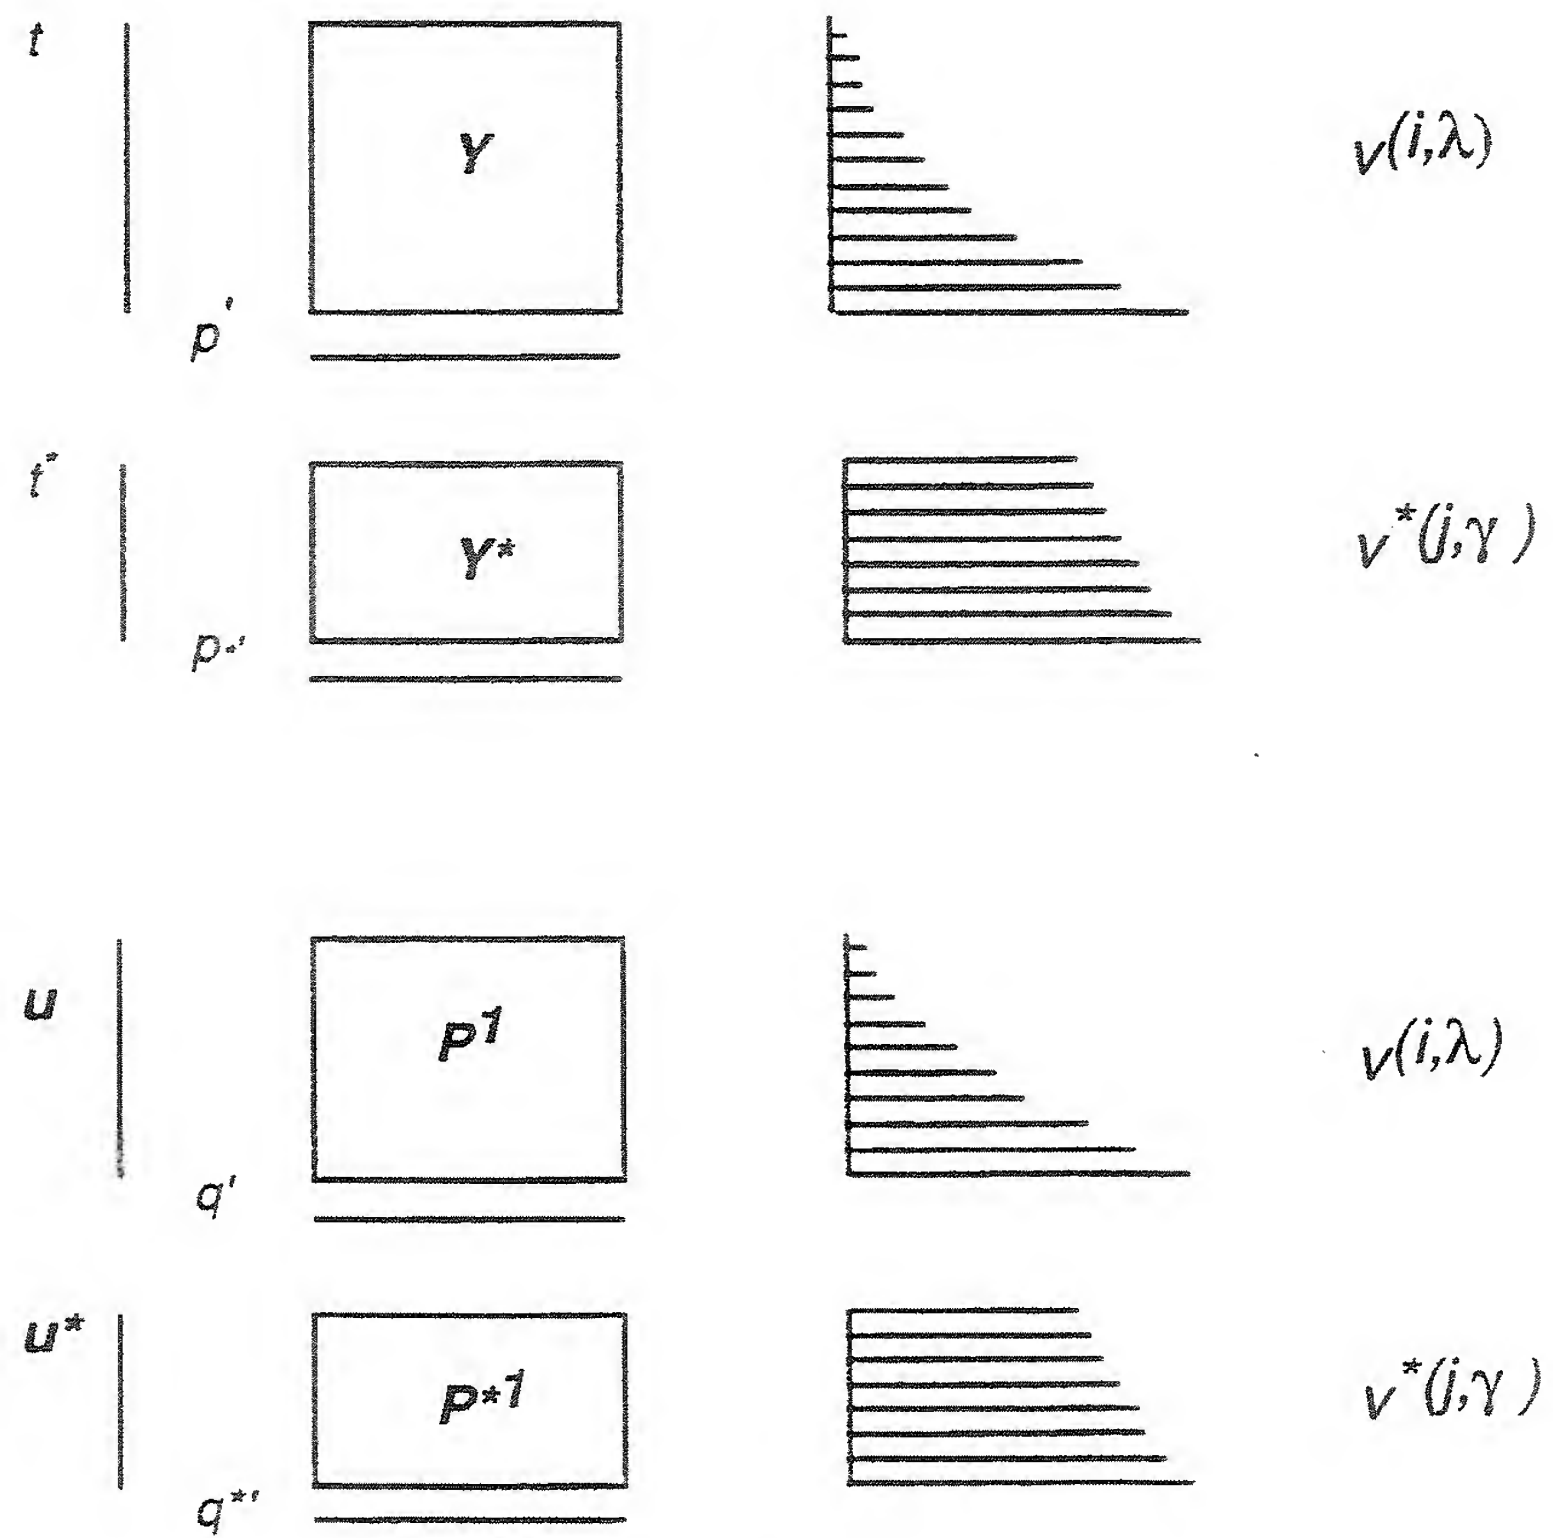 t Y v(i,λ)
p'
t* Y* v*(j,γ )
p*'
u P1 v(i,λ)
q'
u* P*1 v*(j,γ )
q*'